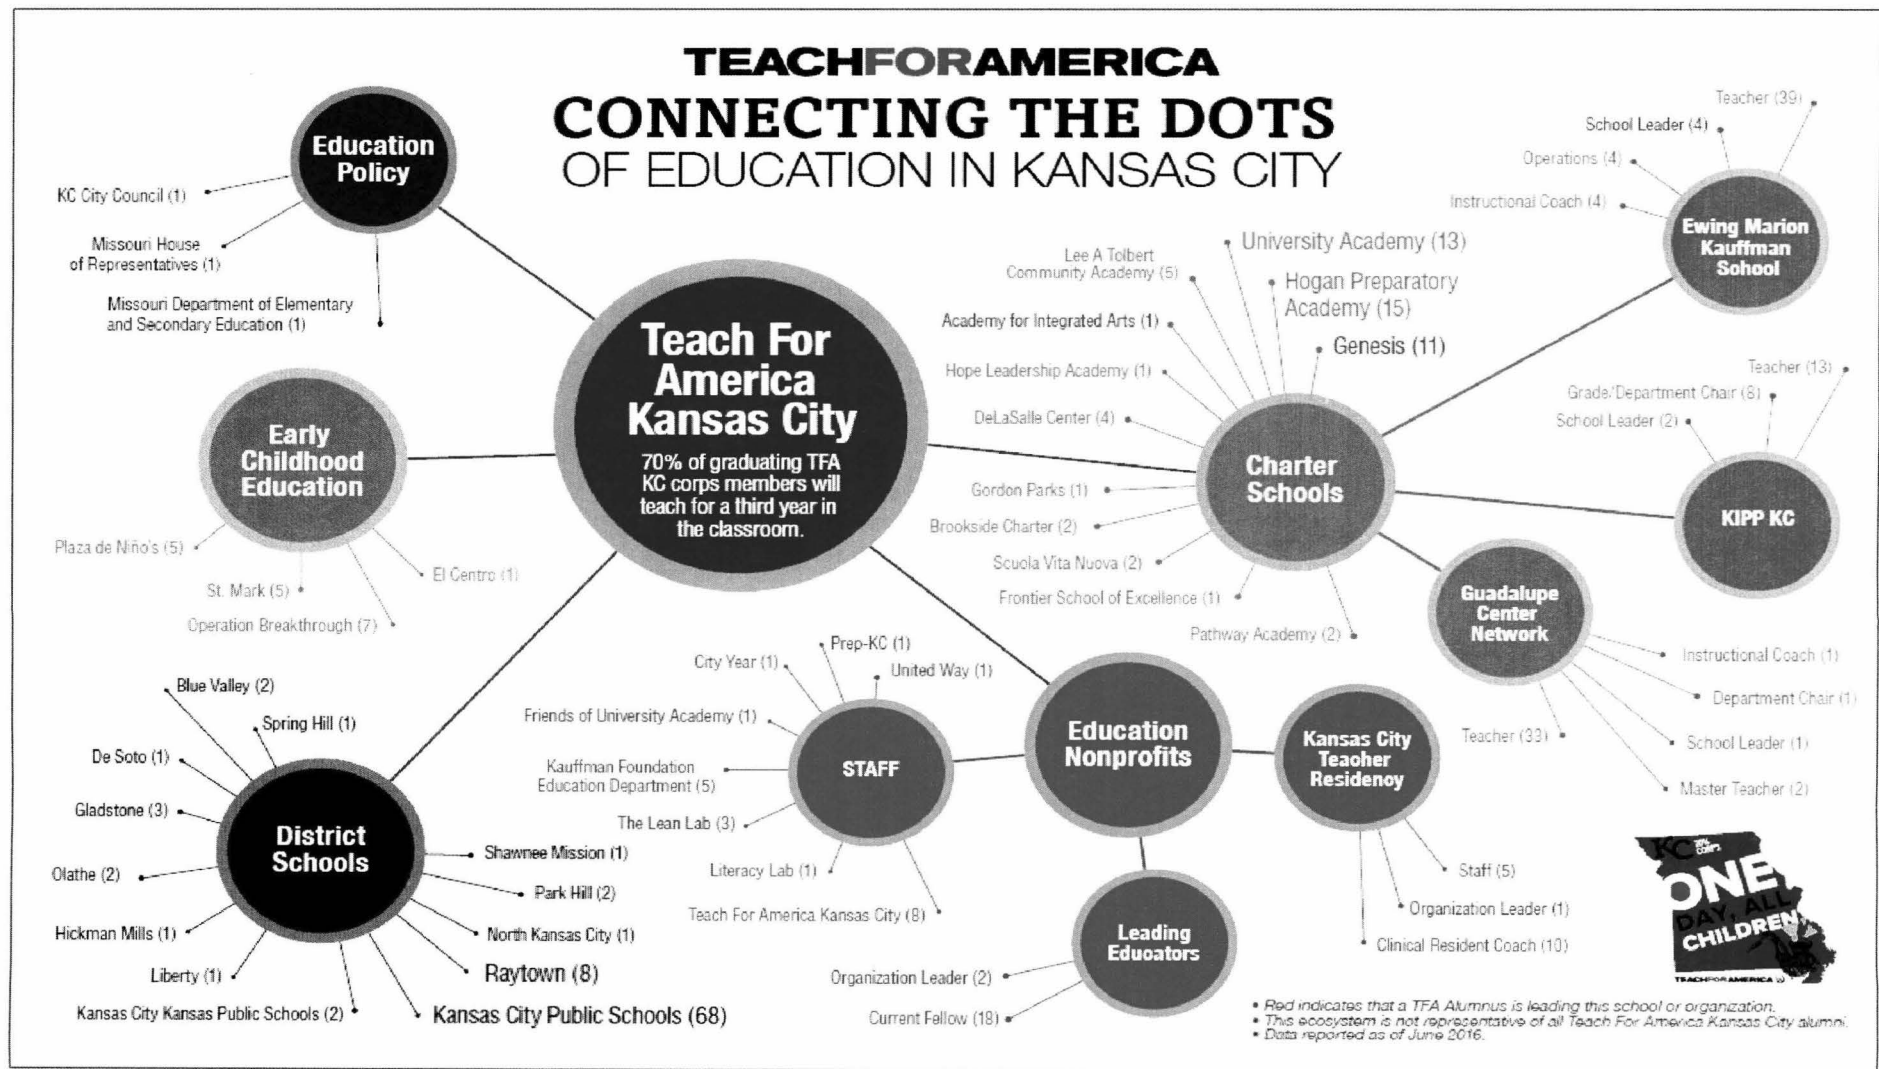 TEACHFORAMERICA
CONNECTING THE DOTS
OF EDUCATION IN KANSAS CITY
Education
Policy
KC City Council (1)
Missouri House
of Representatives (1)
Missouri Department of Elementary
and Secondary Education (1)
Teach For
America
Kansas City
70% of graduating TFA
KC corps members will
teach for a third year in
the classroom.
Early
Childhood
Education
Plaza de Niño's (5)
St. Mark (5)
Operation Breakthrough (7)
El Centro (1)
District
Schools
Blue Valley (2)
Spring Hill (1)
De Soto (1)
Gladstone (3)
Olathe (2)
Hickman Mills (1)
Liberty (1)
Kansas City Kansas Public Schools (2)
Shawnee Mission (1)
Park Hill (2)
North Kansas City (1)
Raytown (8)
Kansas City Public Schools (68)
Charter
Schools
Lee A Tolbert
Community Academy (5)
University Academy (13)
Hogan Preparatory
Academy (15)
Genesis (11)
Academy for Integrated Arts (1)
Hope Leadership Academy (1)
DeLaSalle Center (4)
Gordon Parks (1)
Brookside Charter (2)
Scuola Vita Nuova (2)
Frontier School of Excellence (1)
Pathway Academy (2)
Ewing Marion
Kauffman
School
Teacher (39)
School Leader (4)
Operations (4)
Instructional Coach (4)
KIPP KC
Teacher (13)
Grade/Department Chair (8)
School Leader (2)
Guadalupe
Center
Network
Instructional Coach (1)
Department Chair (1)
School Leader (1)
Master Teacher (2)
Teacher (33)
Education
Nonprofits
STAFF
Prep-KC (1)
City Year (1)
United Way (1)
Friends of University Academy (1)
Kauffman Foundation
Education Department (5)
The Lean Lab (3)
Literacy Lab (1)
Teach For America Kansas City (8)
Kansas City
Teacher
Residency
Staff (5)
Organization Leader (1)
Clinical Resident Coach (10)
Leading
Educators
Organization Leader (2)
Current Fellow (18)
KC
CORPS
ONE
DAY, ALL
CHILDREN
TEACHFORAMERICA
• Red indicates that a TFA Alumnus is leading this school or organization.
• This ecosystem is not representative of all Teach For America Kansas City alumni.
• Data reported as of June 2016.